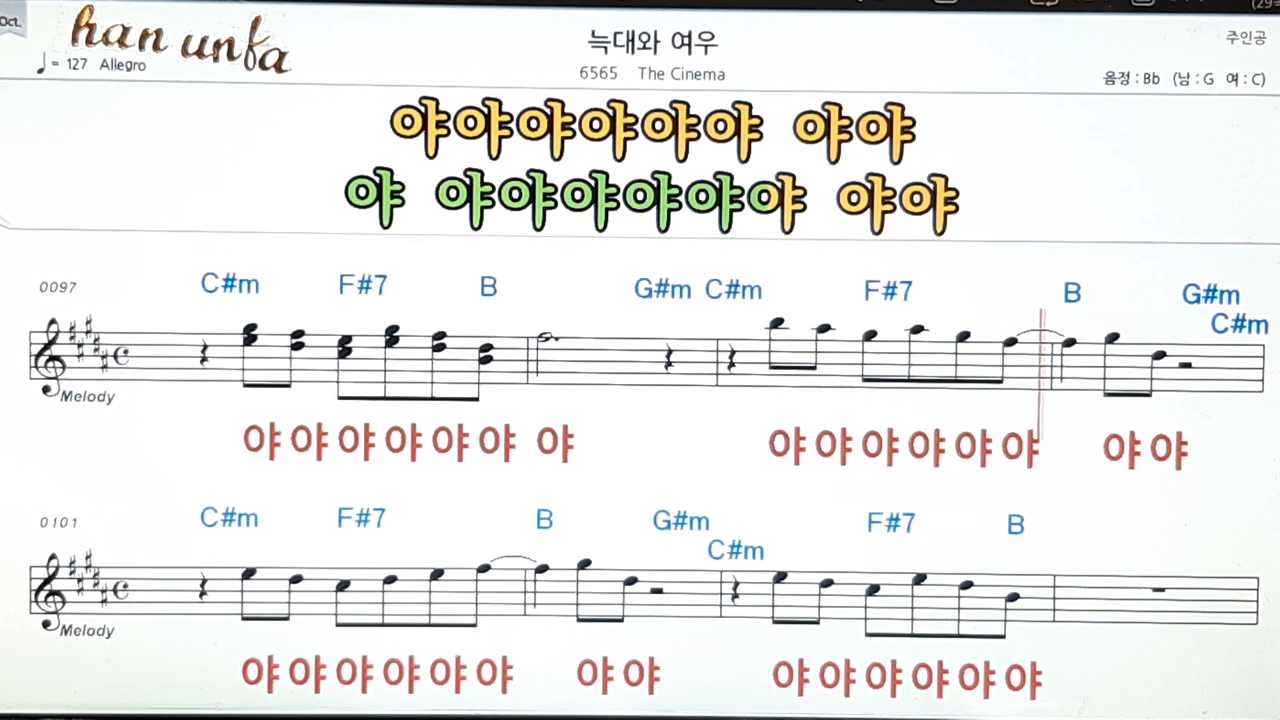 (29
Oct.
han unfa
♩ = 127 Allegro
늑대와 여우
6565 The Cinema
주인공
음정 : Bb (남 : G 여 : C)
야야야야야야 야야
야 야야야야야야 야야
0097
C#m F#7 B G#m C#m F#7 B G#m
C#m
Melody
야 야 야 야 야 야 야 야 야 야 야 야 야 야 야
0101
C#m F#7 B G#m F#7 B
C#m
Melody
야 야 야 야 야 야 야 야 야 야 야 야 야 야